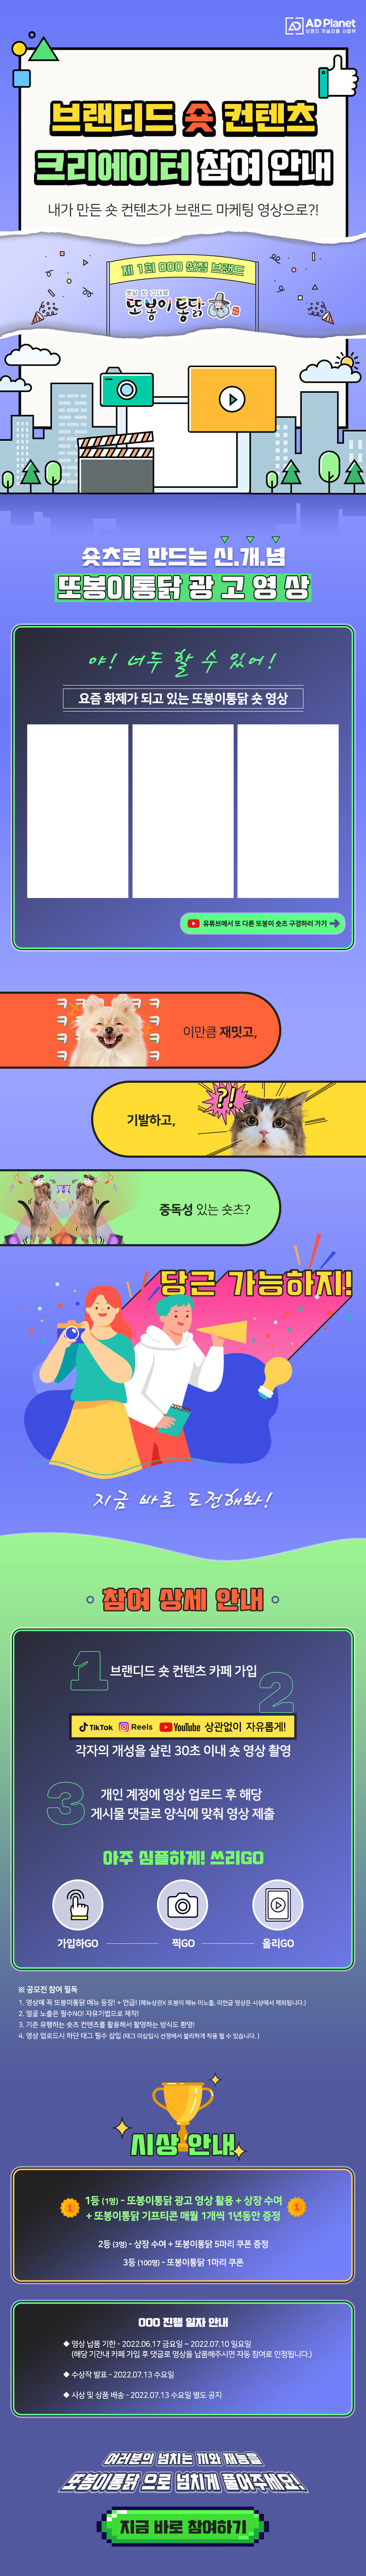 AD Planet
브랜드 저널리즘 사업부
브랜디드 숏 컨텐츠
크리에이터 참여 안내
내가 만든 숏 컨텐츠가 브랜드 마케팅 영상으로?!
제 1회 OOO 선정 브랜드
옛날 맛 그대로
또봉이통닭
숏츠로 만드는 신.개.념
또봉이통닭 광고영상
야! 너두 할 수 있어!
요즘 화제가 되고 있는 또봉이통닭 숏 영상
유튜브에서 또 다른 또봉이 숏츠 구경하러 가기
ㅋ ㅋ ㅋ ㅋ
ㅋ ㅋ
ㅋ ㅋ
ㅋ ㅋ
이만큼 재밋고,
?!
기발하고,
중독성 있는 숏츠?
당근 가능하지!
지금 바로 도전해봐!
참여 상세 안내
1 브랜디드 숏 컨텐츠 카페 가입
2
TikTok Reels YouTube 상관없이 자유롭게!
각자의 개성을 살린 30초 이내 숏 영상 촬영
3 개인 계정에 영상 업로드 후 해당
게시물 댓글로 양식에 맞춰 영상 제출
아주 심플하게! 쓰리GO
가입하GO 찍GO 올리GO
※ 공모전 참여 필독
1. 영상에 꼭 또봉이통닭 메뉴 등장! + 언급! (메뉴상관X 또봉이 메뉴 미노출, 미언급 영상은 시상에서 제외됩니다.)
2. 얼굴 노출은 필수NO! 자유기법으로 제작!
3. 기존 유행하는 숏츠 컨텐츠를 활용해서 촬영하는 방식도 환영!
4. 영상 업로드시 하단 태그 필수 삽입 (태그 미삽입시 선정에서 불리하게 적용 될 수 있습니다. )
시상 안내
1등 (1명) - 또봉이통닭 광고 영상 활용 + 상장 수여
+ 또봉이통닭 기프티콘 매월 1개씩 1년동안 증정
2등 (3명) - 상장 수여 + 또봉이통닭 5마리 쿠폰 증정
3등 (100명) - 또봉이통닭 1마리 쿠폰
OOO 진행 일자 안내
◆ 영상 납품 기한 - 2022.06.17 금요일 ~ 2022.07.10 일요일
(해당 기간내 카페 가입 후 댓글로 영상을 납품해주시면 자동 참여로 인정됩니다.)
◆ 수상작 발표 - 2022.07.13 수요일
◆ 시상 및 상품 배송 - 2022.07.13 수요일 별도 공지
여러분의 넘치는 끼와 재능을
또봉이통닭 으로 넘치게 풀어주세요!
지금 바로 참여하기